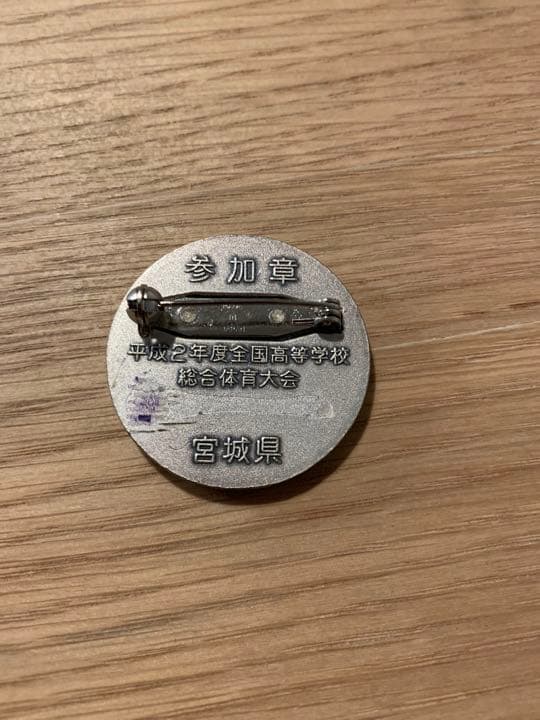 参加章
平成2年度全国高等学校
総合体育大会
宮城県